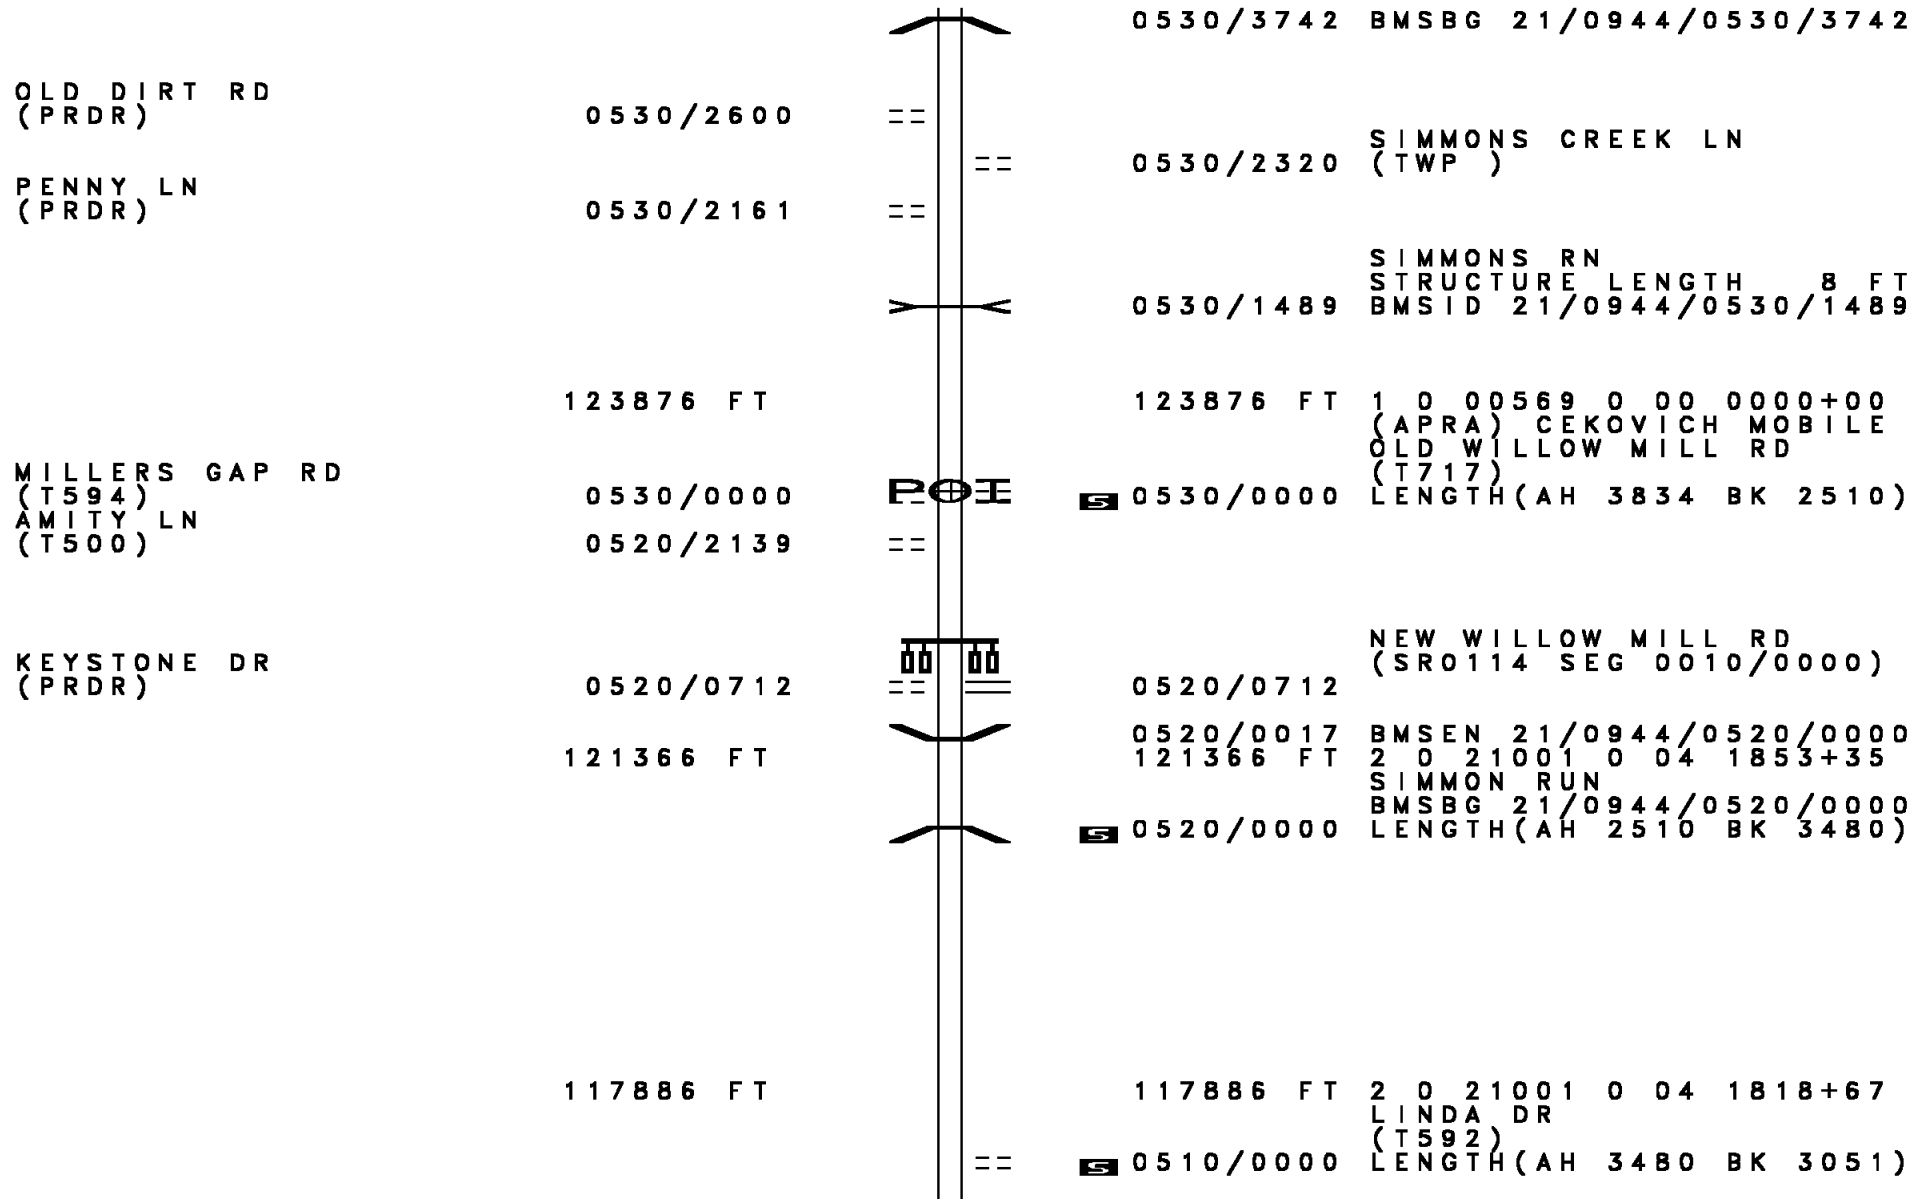 0530/3742 BMSBG 21/0944/0530/3742
OLD DIRT RD
(PRDR) 0530/2600
SIMMONS CREEK LN
0530/2320 (TWP )
PENNY LN
(PRDR) 0530/2161
SIMMONS RN
STRUCTURE LENGTH 8 FT
0530/1489 BMSID 21/0944/0530/1489
123876 FT 123876 FT 1 0 00569 0 00 0000+00
(APRA) CEKOVICH MOBILE
OLD WILLOW MILL RD
MILLERS GAP RD (T717)
(T594) 0530/0000 POI S 0530/0000 LENGTH(AH 3834 BK 2510)
AMITY LN
(T500) 0520/2139
NEW WILLOW MILL RD
KEYSTONE DR (SR0114 SEG 0010/0000)
(PRDR) 0520/0712 0520/0712
0520/0017 BMSEN 21/0944/0520/0000
121366 FT 121366 FT 2 0 21001 0 04 1853+35
SIMMON RUN
BMSBG 21/0944/0520/0000
S 0520/0000 LENGTH(AH 2510 BK 3480)
117886 FT 117886 FT 2 0 21001 0 04 1818+67
LINDA DR
(T592)
S 0510/0000 LENGTH(AH 3480 BK 3051)